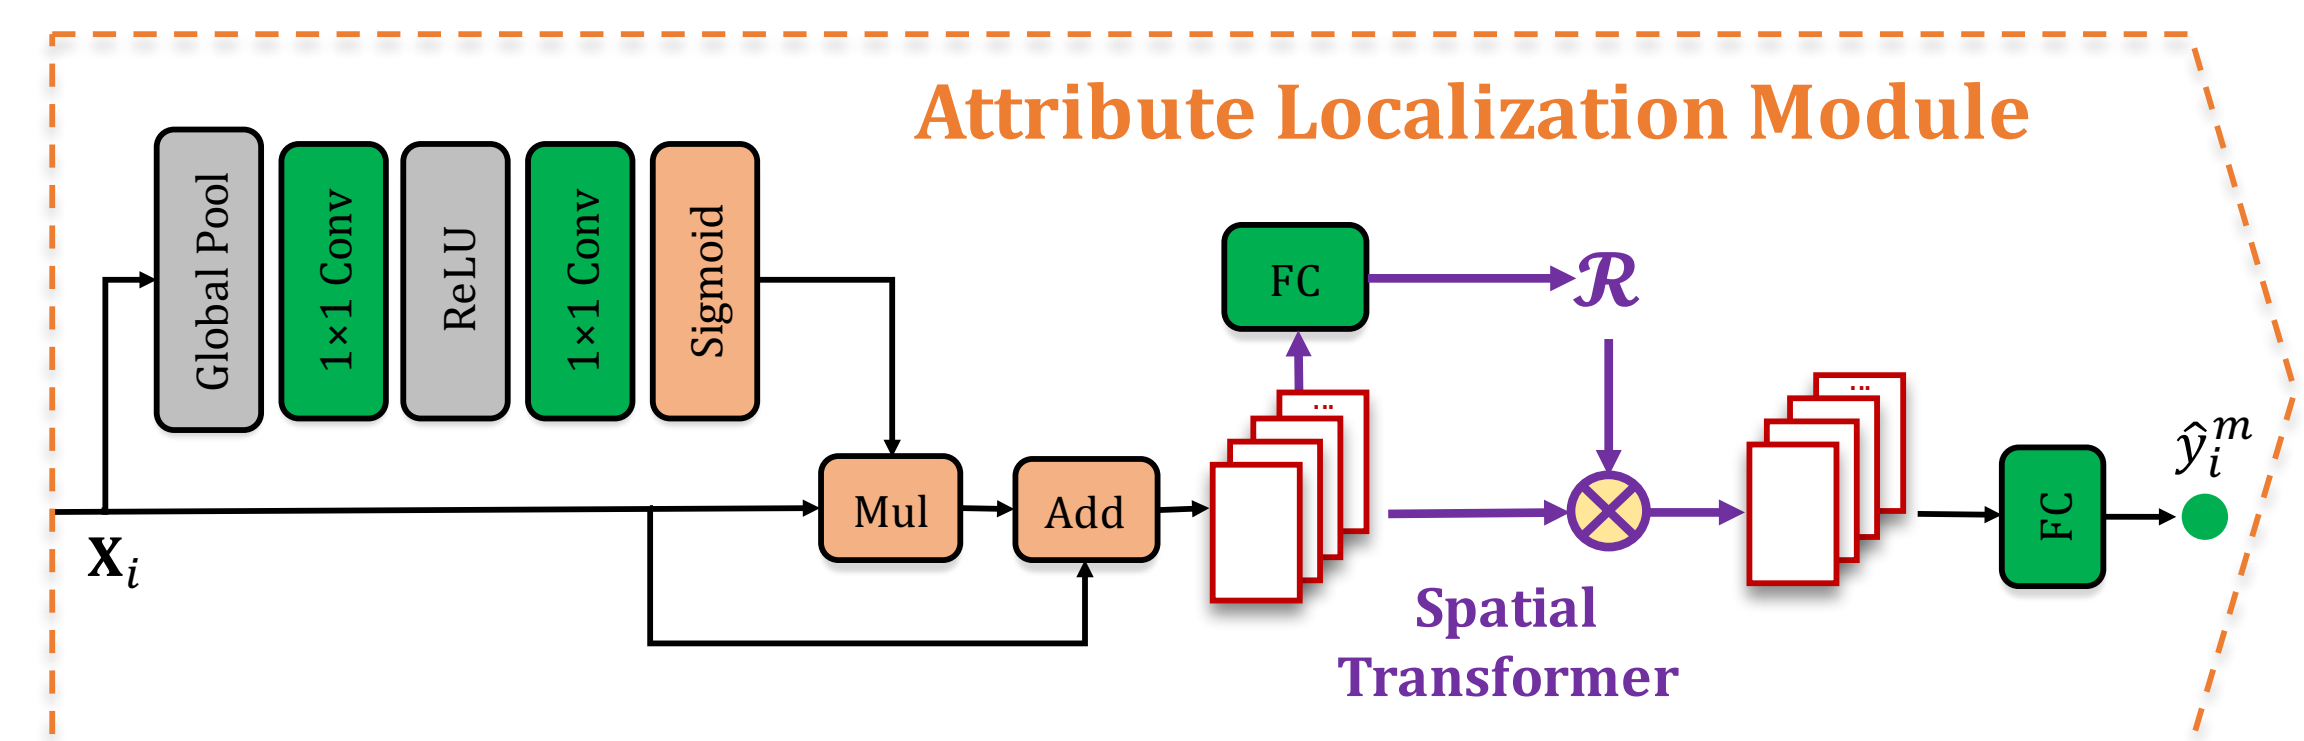 Attribute Localization Module
Global Pool
1×1 Conv
ReLU
1×1 Conv
Sigmoid
FC
ℛ
...
...
Mul
Add
FC
ŷᵢᵐ
𝐗ᵢ
Spatial
Transformer